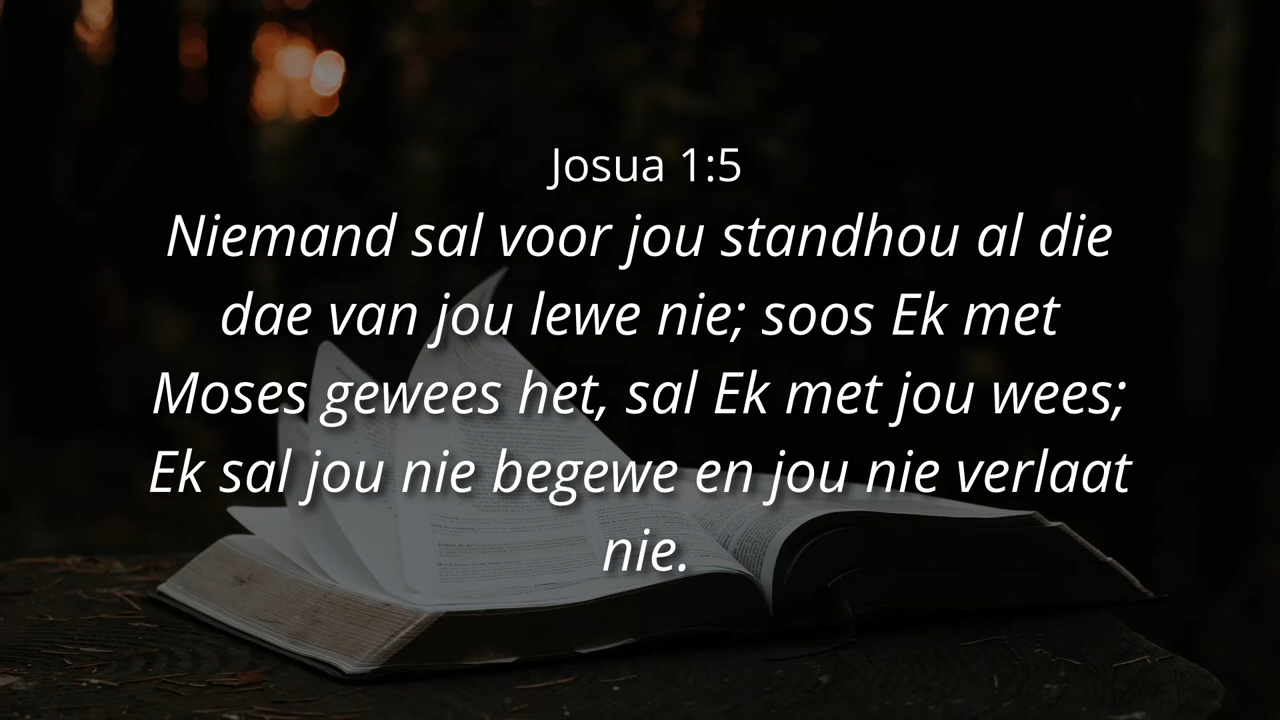 Josua 1:5
Niemand sal voor jou standhou al die
dae van jou lewe nie; soos Ek met
Moses gewees het, sal Ek met jou wees;
Ek sal jou nie begewe en jou nie verlaat
nie.